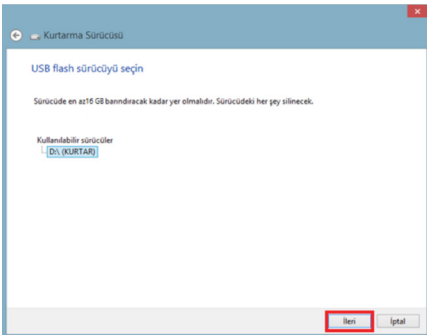 Kurtarma Sürücüsü
USB flash sürücüyü seçin
Sürücüde en az16 GB barındıracak kadar yer olmalıdır. Sürücüdeki her şey silinecek.
Kullanılabilir sürücüler
D:\ (KURTAR)
İleri
İptal